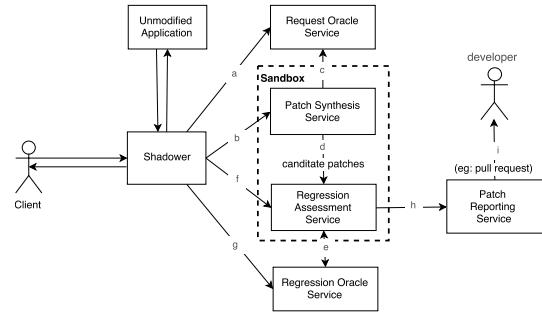 Unmodified
Application
Request Oracle
Service
a
c
developer
Sandbox
Patch Synthesis
Service
b
d
Shadower
i
canditate patches
(eg: pull request)
Client
f
Regression
Assessment
Service
h
Patch
Reporting
Service
g
e
Regression Oracle
Service